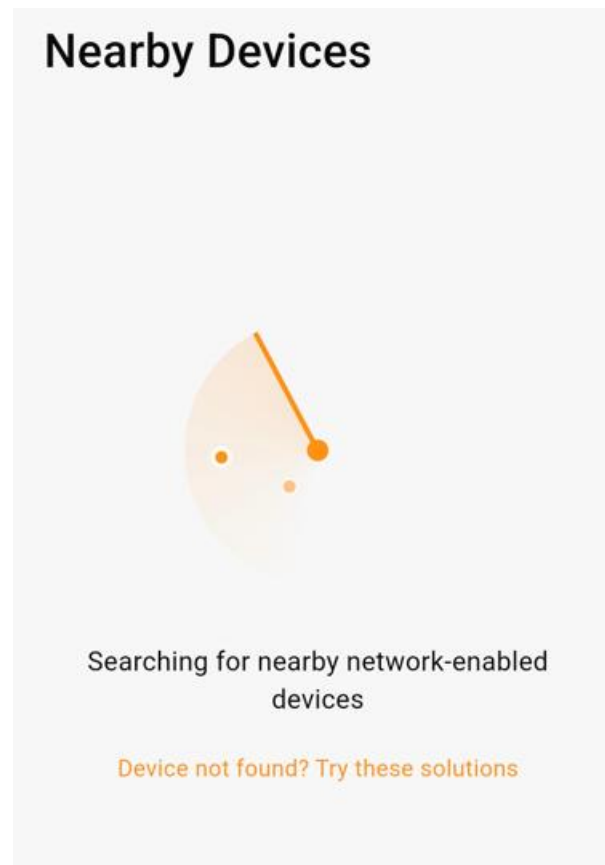 Nearby Devices
Searching for nearby network-enabled
devices
Device not found? Try these solutions